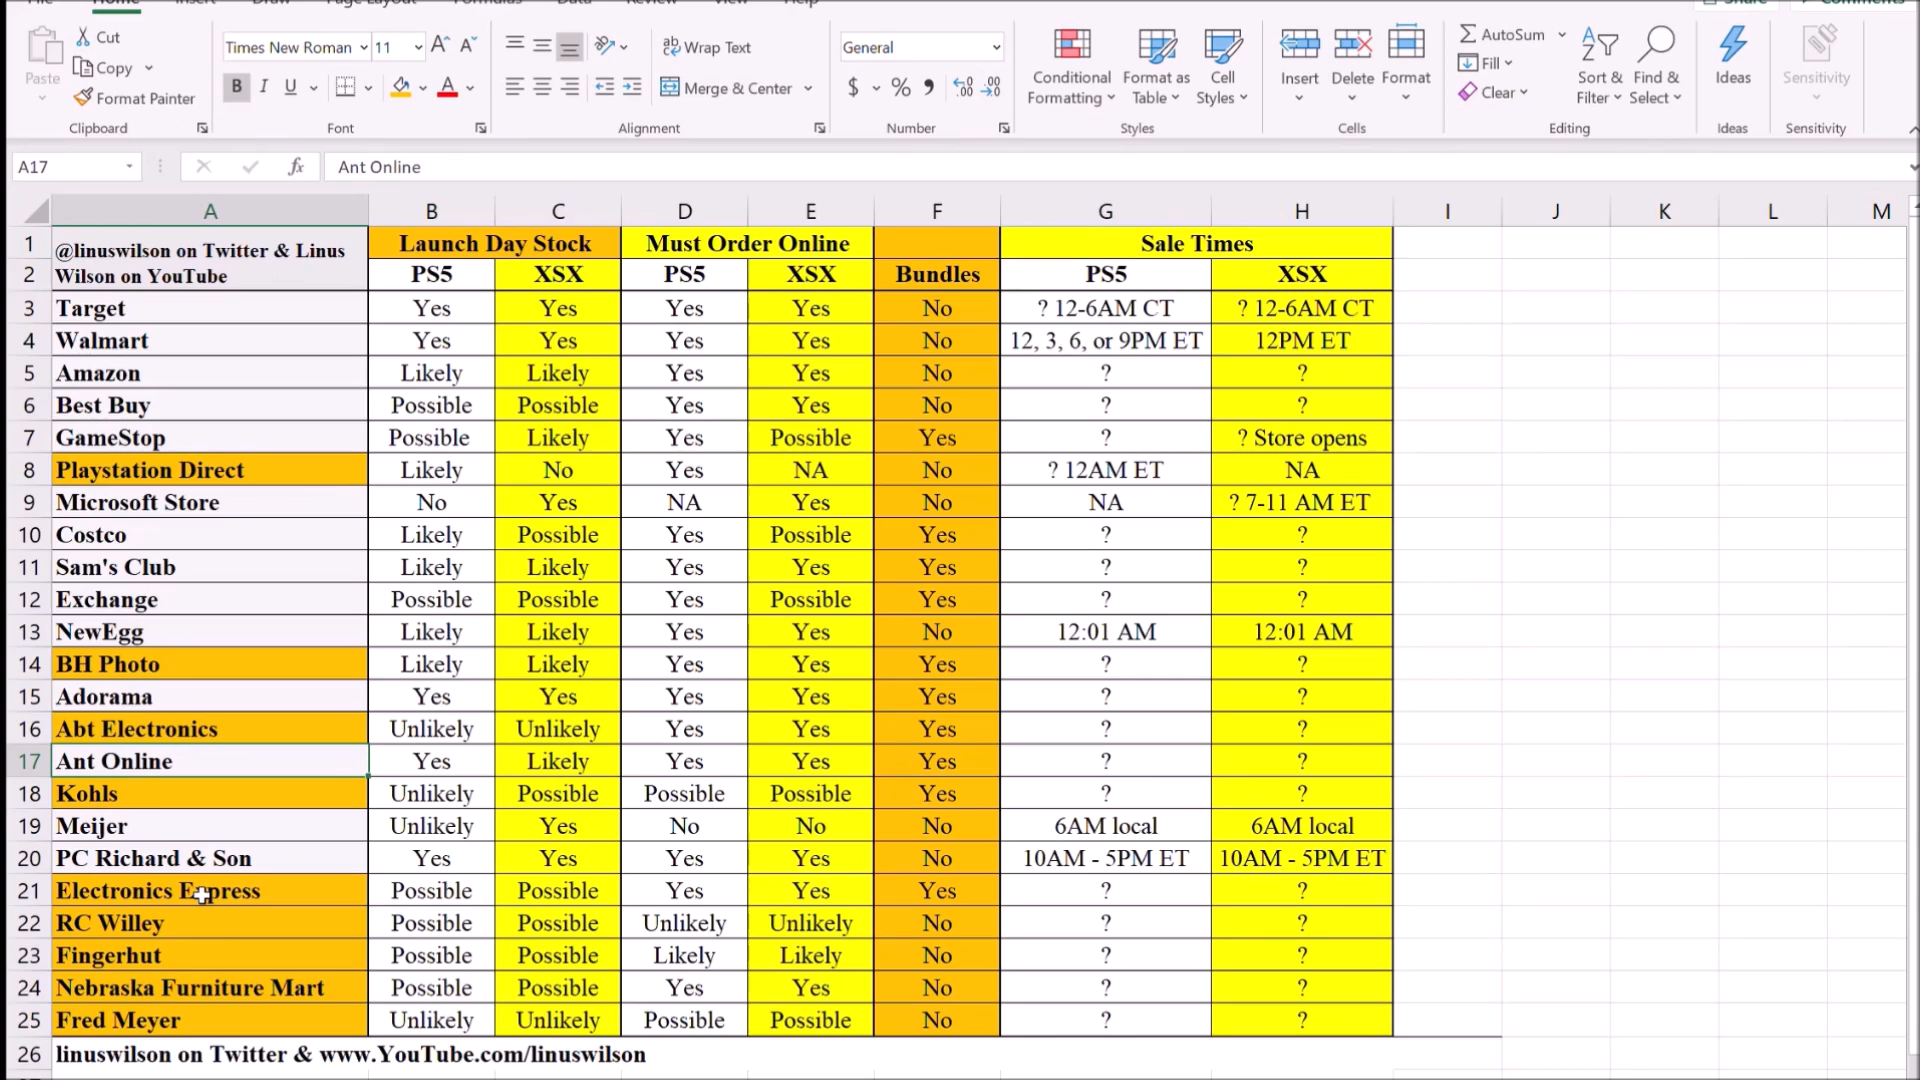 File Home Insert Draw Page Layout Formulas Data Review View Help Share Comments
Cut
Copy
Format Painter
Paste
Clipboard
Times New Roman 11
B I U
Font
Wrap Text
Merge & Center
Alignment
General
$ % , .00
Number
Conditional Formatting
Format as Table
Cell Styles
Styles
Insert Delete Format
Cells
AutoSum
Fill
Clear
Sort & Filter
Find & Select
Editing
Ideas
Ideas
Sensitivity
Sensitivity
A17 fx Ant Online
A B C D E F G H I J K L M
1 @linuswilson on Twitter & Linus Launch Day Stock Must Order Online Sale Times
2 Wilson on YouTube PS5 XSX PS5 XSX Bundles PS5 XSX
3 Target Yes Yes Yes Yes No ? 12-6AM CT ? 12-6AM CT
4 Walmart Yes Yes Yes Yes No 12, 3, 6, or 9PM ET 12PM ET
5 Amazon Likely Likely Yes Yes No ? ?
6 Best Buy Possible Possible Yes Yes No ? ?
7 GameStop Possible Likely Yes Possible Yes ? ? Store opens
8 Playstation Direct Likely No Yes NA No ? 12AM ET NA
9 Microsoft Store No Yes NA Yes No NA ? 7-11 AM ET
10 Costco Likely Possible Yes Possible Yes ? ?
11 Sam's Club Likely Likely Yes Yes Yes ? ?
12 Exchange Possible Possible Yes Possible Yes ? ?
13 NewEgg Likely Likely Yes Yes No 12:01 AM 12:01 AM
14 BH Photo Likely Likely Yes Yes Yes ? ?
15 Adorama Yes Yes Yes Yes Yes ? ?
16 Abt Electronics Unlikely Unlikely Yes Yes Yes ? ?
17 Ant Online Yes Likely Yes Yes Yes ? ?
18 Kohls Unlikely Possible Possible Possible Yes ? ?
19 Meijer Unlikely Yes No No No 6AM local 6AM local
20 PC Richard & Son Yes Yes Yes Yes No 10AM - 5PM ET 10AM - 5PM ET
21 Electronics Express Possible Possible Yes Yes Yes ? ?
22 RC Willey Possible Possible Unlikely Unlikely No ? ?
23 Fingerhut Possible Possible Likely Likely No ? ?
24 Nebraska Furniture Mart Possible Possible Yes Yes No ? ?
25 Fred Meyer Unlikely Unlikely Possible Possible No ? ?
26 linuswilson on Twitter & www.YouTube.com/linuswilson